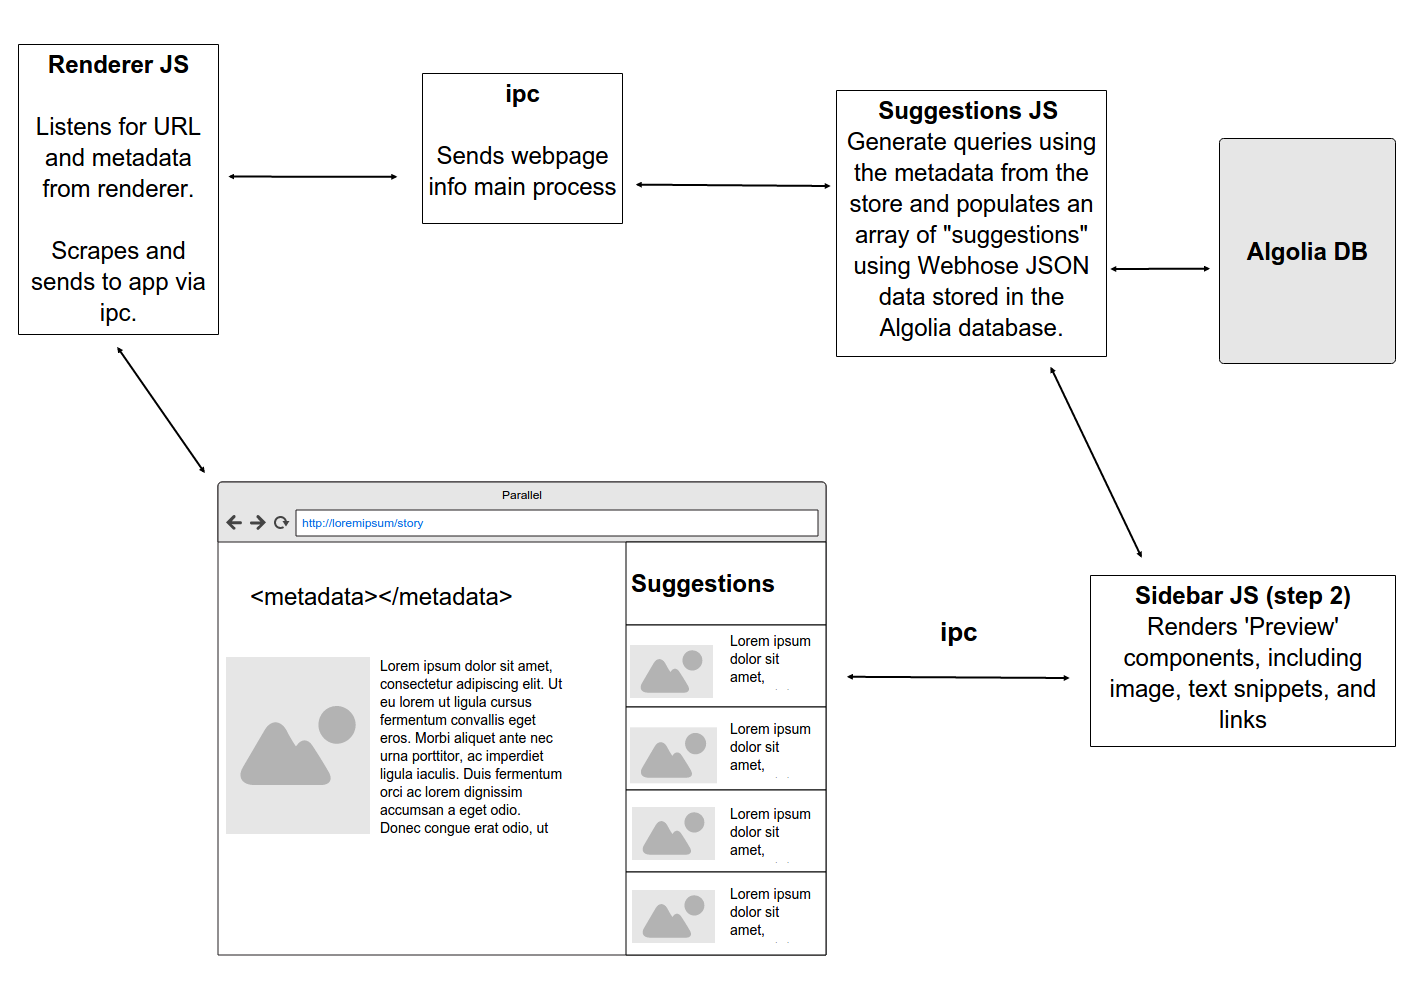 Renderer JS
Listens for URL
and metadata
from renderer.
Scrapes and
sends to app via
ipc.
ipc
Sends webpage
info main process
Suggestions JS
Generate queries using
the metadata from the
store and populates an
array of "suggestions"
using Webhose JSON
data stored in the
Algolia database.
Algolia DB
Parallel
http://loremipsum/story
<metadata></metadata>
Lorem ipsum dolor sit amet,
consectetur adipiscing elit. Ut
eu lorem ut ligula cursus
fermentum convallis eget
eros. Morbi aliquet ante nec
urna porttitor, ac imperdiet
ligula iaculis. Duis fermentum
orci ac lorem dignissim
accumsan a eget odio.
Donec congue erat odio, ut
Suggestions
Lorem ipsum
dolor sit
amet,
Lorem ipsum
dolor sit
amet,
Lorem ipsum
dolor sit
amet,
Lorem ipsum
dolor sit
amet,
ipc
Sidebar JS (step 2)
Renders 'Preview'
components, including
image, text snippets, and
links